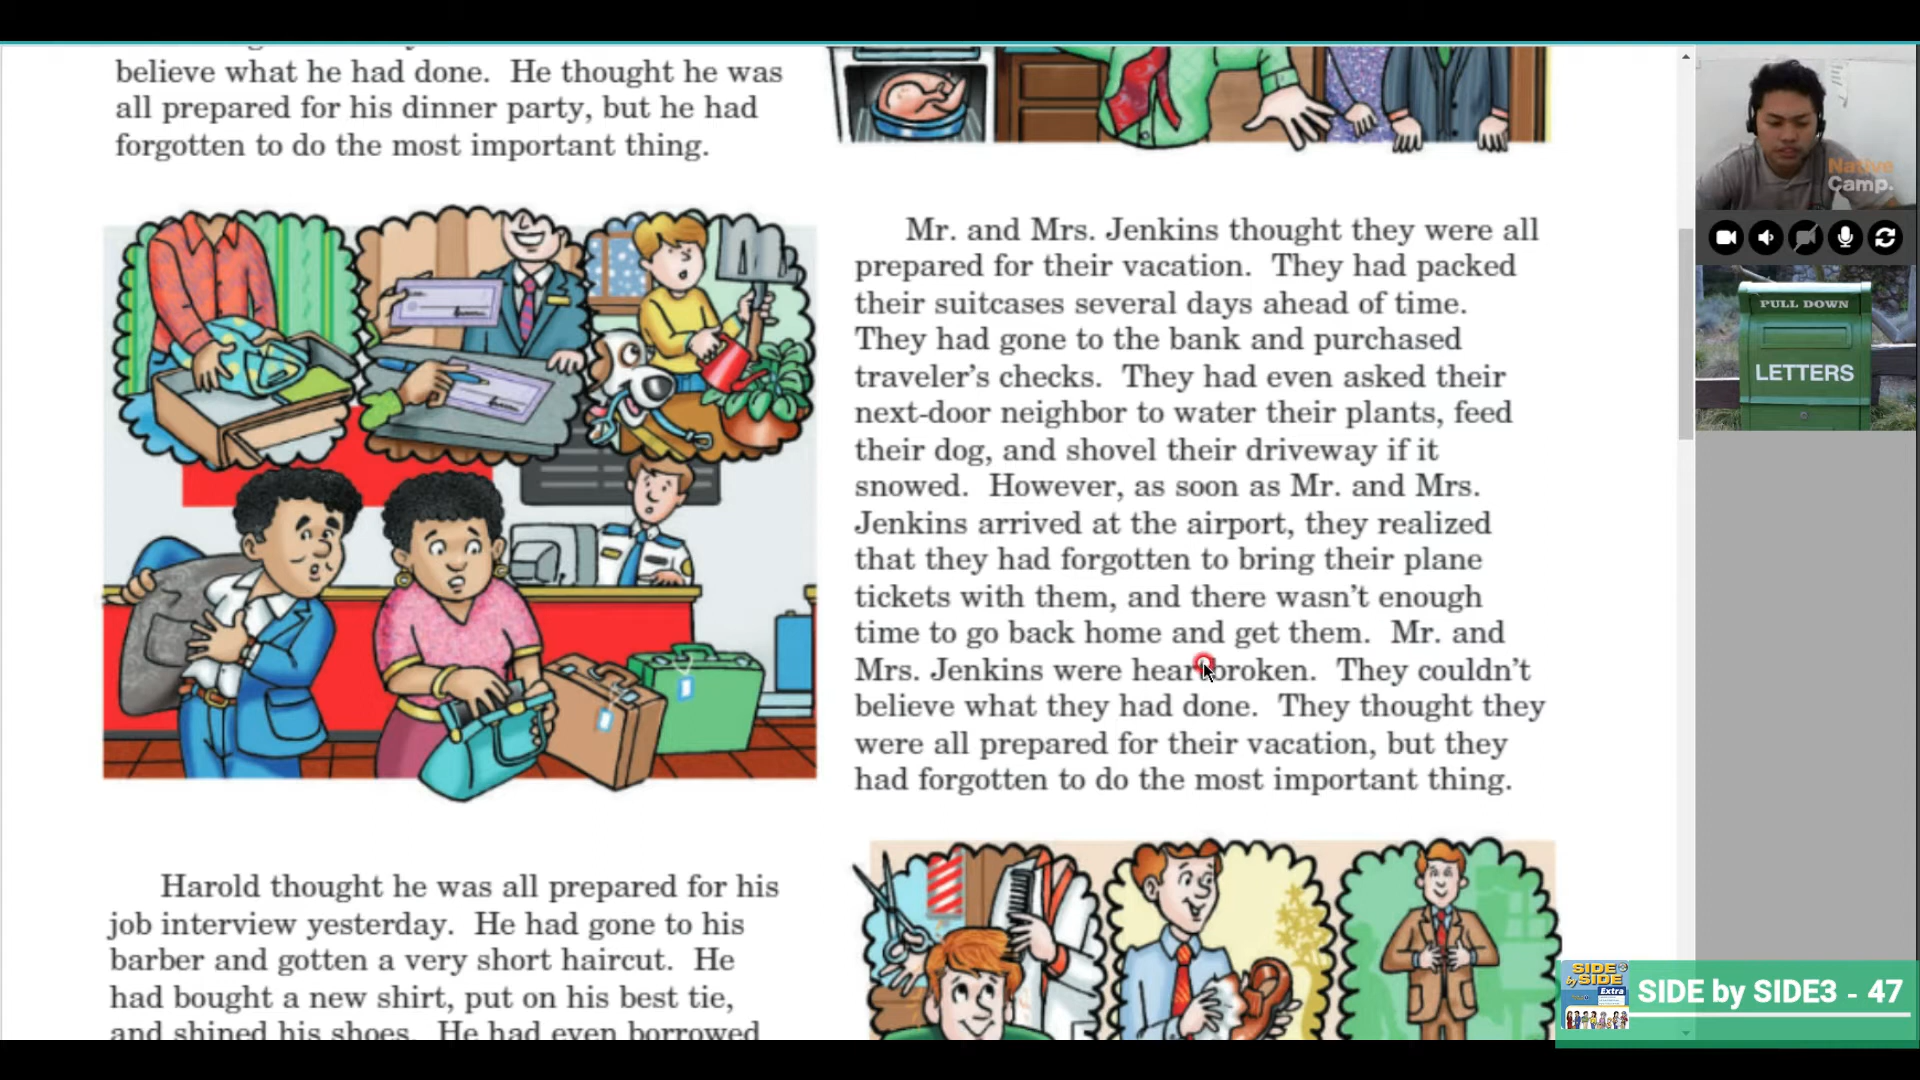 believe what he had done. He thought he was
all prepared for his dinner party, but he had
forgotten to do the most important thing.
Mr. and Mrs. Jenkins thought they were all
prepared for their vacation. They had packed
their suitcases several days ahead of time.
They had gone to the bank and purchased
traveler's checks. They had even asked their
next-door neighbor to water their plants, feed
their dog, and shovel their driveway if it
snowed. However, as soon as Mr. and Mrs.
Jenkins arrived at the airport, they realized
that they had forgotten to bring their plane
tickets with them, and there wasn't enough
time to go back home and get them. Mr. and
Mrs. Jenkins were heartbroken. They couldn't
believe what they had done. They thought they
were all prepared for their vacation, but they
had forgotten to do the most important thing.
Harold thought he was all prepared for his
job interview yesterday. He had gone to his
barber and gotten a very short haircut. He
had bought a new shirt, put on his best tie,
and shined his shoes. He had even borrowed
Native
Camp.
PULL DOWN
LETTERS
SIDE
by
SIDE
Extra
SIDE by SIDE3 - 47